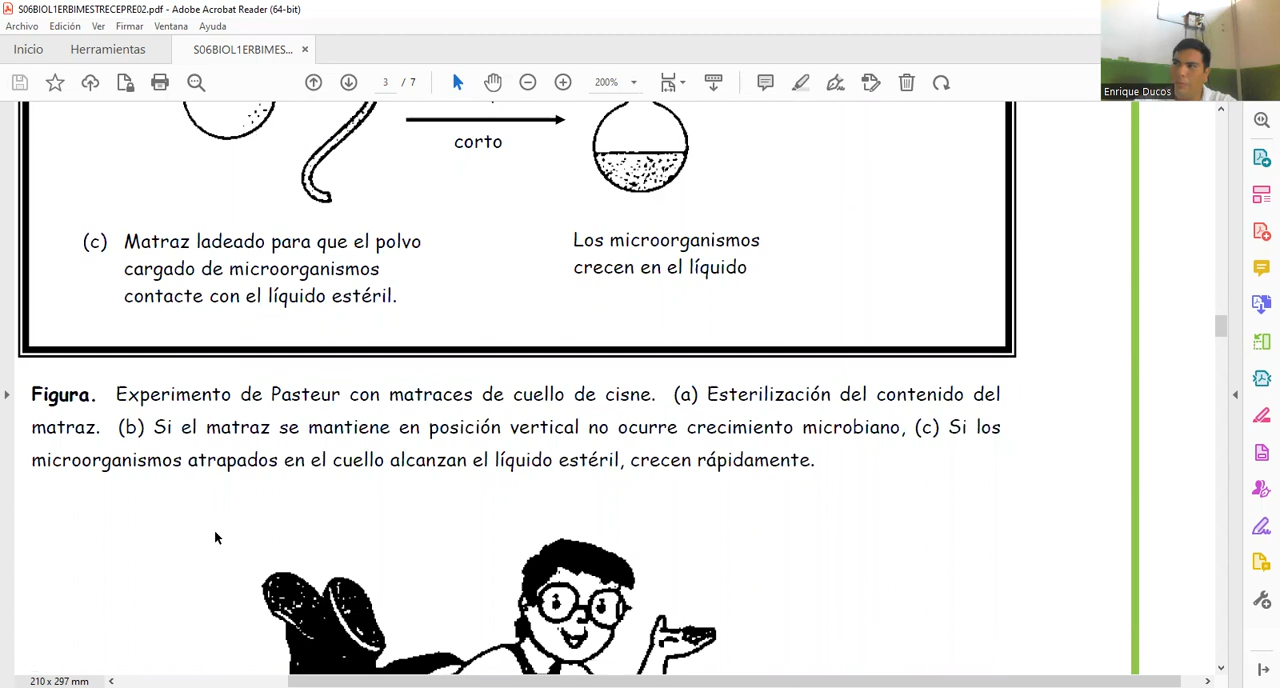 S06BIOL1ERBIMESTRECEPRE02.pdf - Adobe Acrobat Reader (64-bit)
Archivo Edición Ver Firmar Ventana Ayuda
Inicio Herramientas S06BIOL1ERBIMES... ×
3 / 7 200%
Enrique Ducos
corto
(c) Matraz ladeado para que el polvo
cargado de microorganismos
contacte con el líquido estéril.
Los microorganismos
crecen en el líquido
Figura. Experimento de Pasteur con matraces de cuello de cisne. (a) Esterilización del contenido del
matraz. (b) Si el matraz se mantiene en posición vertical no ocurre crecimiento microbiano, (c) Si los
microorganismos atrapados en el cuello alcanzan el líquido estéril, crecen rápidamente.
210 x 297 mm